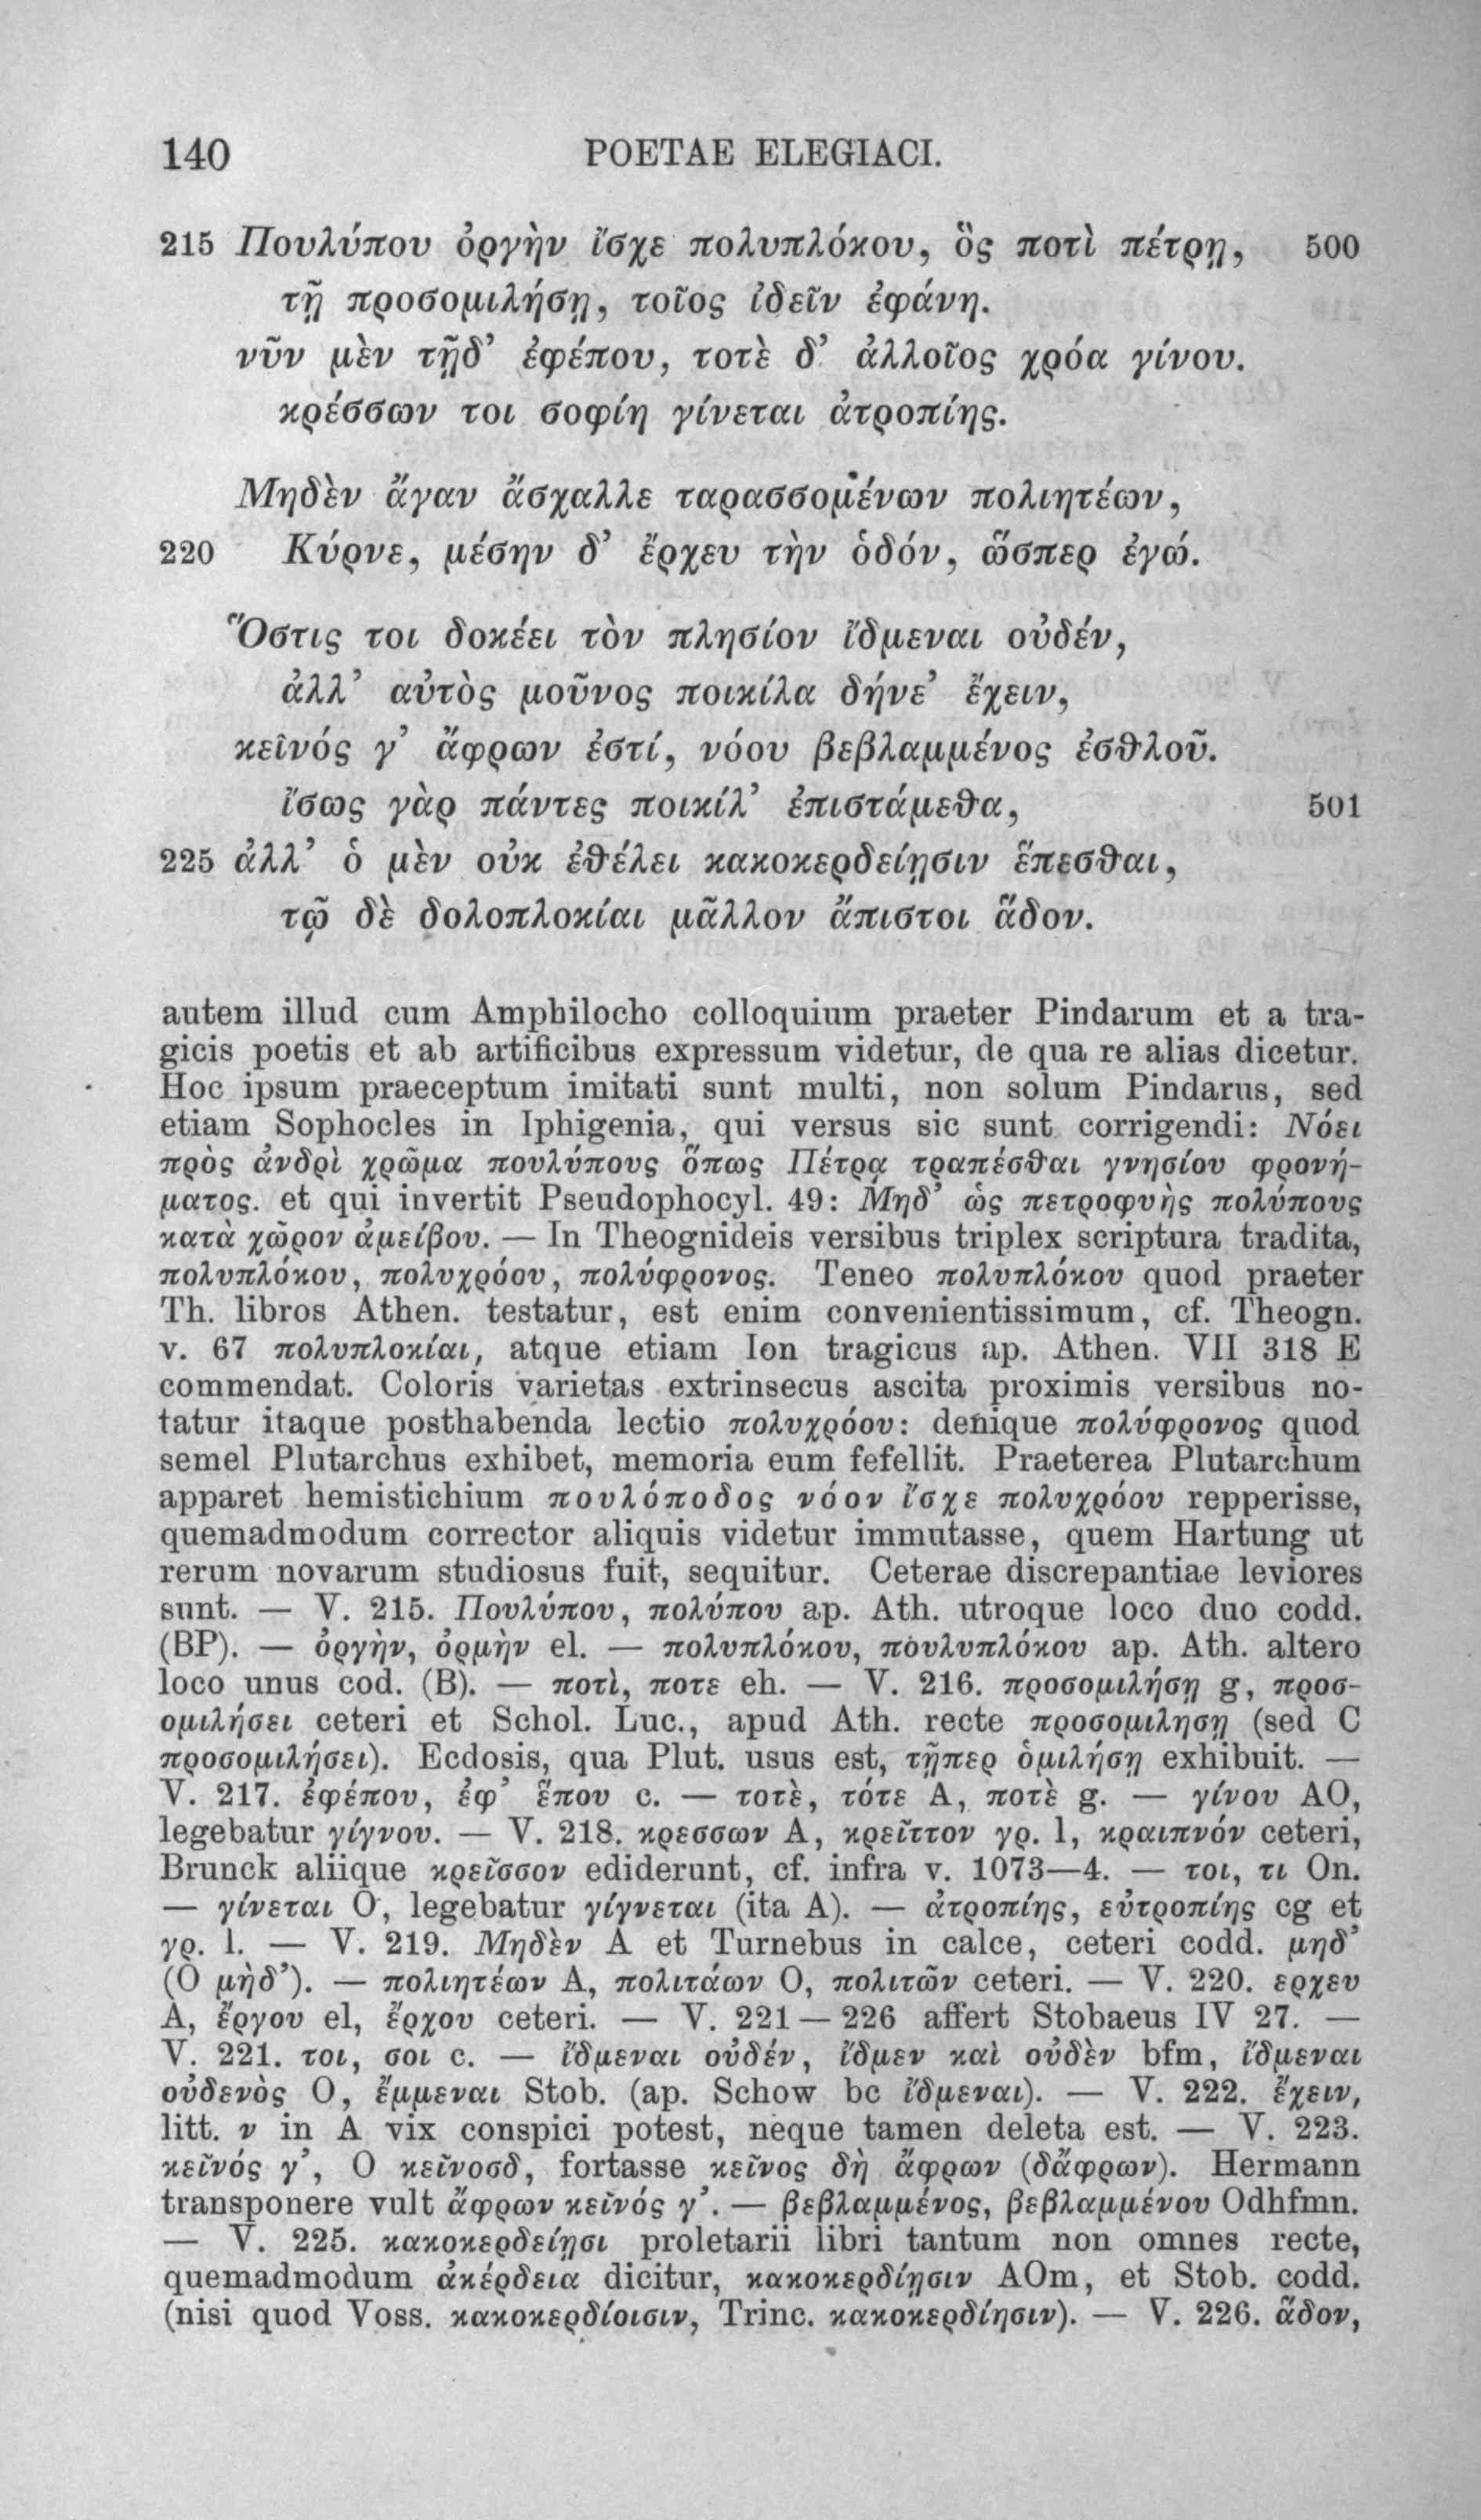 140 POETAE ELEGIACI.
215 Πουλύπου ὀργὴν ἴσχε πολυπλόκου, ὃς ποτὶ πέτρῃ, 500
τῇ προσομιλήσῃ, τοῖος ἰδεῖν ἐφάνη.
νῦν μὲν τῇδ’ ἐφέπου, τοτὲ δ’ ἀλλοῖος χρόα γίνου.
κρέσσων τοι σοφίη γίνεται ἀτροπίης.
Μηδὲν ἄγαν ἄσχαλλε ταρασσομένων πολιητέων,
220 Κύρνε, μέσην δ’ ἔρχευ τὴν ὁδόν, ὥσπερ ἐγώ.
Ὅστις τοι δοκέει τὸν πλησίον ἴδμεναι οὐδέν,
ἀλλ’ αὐτὸς μοῦνος ποικίλα δήνε’ ἔχειν,
κεῖνός γ’ ἄφρων ἐστί, νόου βεβλαμμένος ἐσθλοῦ.
ἴσως γὰρ πάντες ποικίλ’ ἐπιστάμεθα, 501
225 ἀλλ’ ὁ μὲν οὐκ ἐθέλει κακοκερδείῃσιν ἕπεσθαι,
τῷ δὲ δολοπλοκίαι μᾶλλον ἄπιστοι ἅδον.
autem illud cum Amphilocho colloquium praeter Pindarum et a tra-
gicis poetis et ab artificibus expressum videtur, de qua re alias dicetur.
Hoc ipsum praeceptum imitati sunt multi, non solum Pindarus, sed
etiam Sophocles in Iphigenia, qui versus sic sunt corrigendi: Νόει
πρὸς ἀνδρὶ χρῶμα πουλύπους ὅπως Πέτρᾳ τραπέσθαι γνησίου φρονή-
ματος. et qui invertit Pseudophocyl. 49: Μηδ’ ὡς πετροφυὴς πολύπους
κατὰ χῶρον ἀμείβου. — In Theognideis versibus triplex scriptura tradita,
πολυπλόκου, πολυχρόου, πολύφρονος. Teneo πολυπλόκου quod praeter
Th. libros Athen. testatur, est enim convenientissimum, cf. Theogn.
v. 67 πολυπλοκίαι, atque etiam Ion tragicus ap. Athen. VII 318 E
commendat. Coloris varietas extrinsecus ascita proximis versibus no-
tatur itaque posthabenda lectio πολυχρόου: denique πολύφρονος quod
semel Plutarchus exhibet, memoria eum fefellit. Praeterea Plutarchum
apparet hemistichium πουλόποδος νόον ἴσχε πολυχρόου repperisse,
quemadmodum corrector aliquis videtur immutasse, quem Hartung ut
rerum novarum studiosus fuit, sequitur. Ceterae discrepantiae leviores
sunt. — V. 215. Πουλύπου, πολύπου ap. Ath. utroque loco duo codd.
(BP). — ὀργὴν, ὁρμὴν el. — πολυπλόκου, πουλυπλόκου ap. Ath. altero
loco unus cod. (B). — ποτὶ, ποτε eh. — V. 216. προσομιλήσῃ g, προσ-
ομιλήσει ceteri et Schol. Luc., apud Ath. recte προσομιλησῃ (sed C
προσομιλήσει). Ecdosis, qua Plut. usus est, τῇπερ ὁμιλήσῃ exhibuit. —
V. 217. ἐφέπου, ἐφ’ ἕπου c. — τοτὲ, τότε A, ποτὲ g. — γίνου AO,
legebatur γίγνου. — V. 218. κρεσσων A, κρεῖττον γρ. l, κραιπνόν ceteri,
Brunck aliique κρεῖσσον ediderunt, cf. infra v. 1073—4. — τοι, τι On.
— γίνεται O, legebatur γίγνεται (ita A). — ἀτροπίης, εὐτροπίης cg et
γρ. l. — V. 219. Μηδὲν A et Turnebus in calce, ceteri codd. μηδ’
(O μὴδ’). — πολιητέων A, πολιτάων O, πολιτῶν ceteri. — V. 220. ερχευ
A, ἔργου el, ἔρχου ceteri. — V. 221—226 affert Stobaeus IV 27. —
V. 221. τοι, σοι c. — ἴδμεναι οὐδέν, ἴδμεν καὶ οὐδὲν bfm, ἴδμεναι
οὐδενὸς O, ἔμμεναι Stob. (ap. Schow bc ἴδμεναι). — V. 222. ἔχειν,
litt. ν in A vix conspici potest, neque tamen deleta est. — V. 223.
κεῖνός γ’, O κεῖνοσδ, fortasse κεῖνος δὴ ἄφρων (δἄφρων). Hermann
transponere vult ἄφρων κεῖνός γ’. — βεβλαμμένος, βεβλαμμένου Odhfmn.
— V. 225. κακοκερδείῃσι proletarii libri tantum non omnes recte,
quemadmodum ἀκέρδεια dicitur, κακοκερδίῃσιν AOm, et Stob. codd.
(nisi quod Voss. κακοκερδίοισιν, Trinc. κακοκερδίησιν). — V. 226. ἅδον,